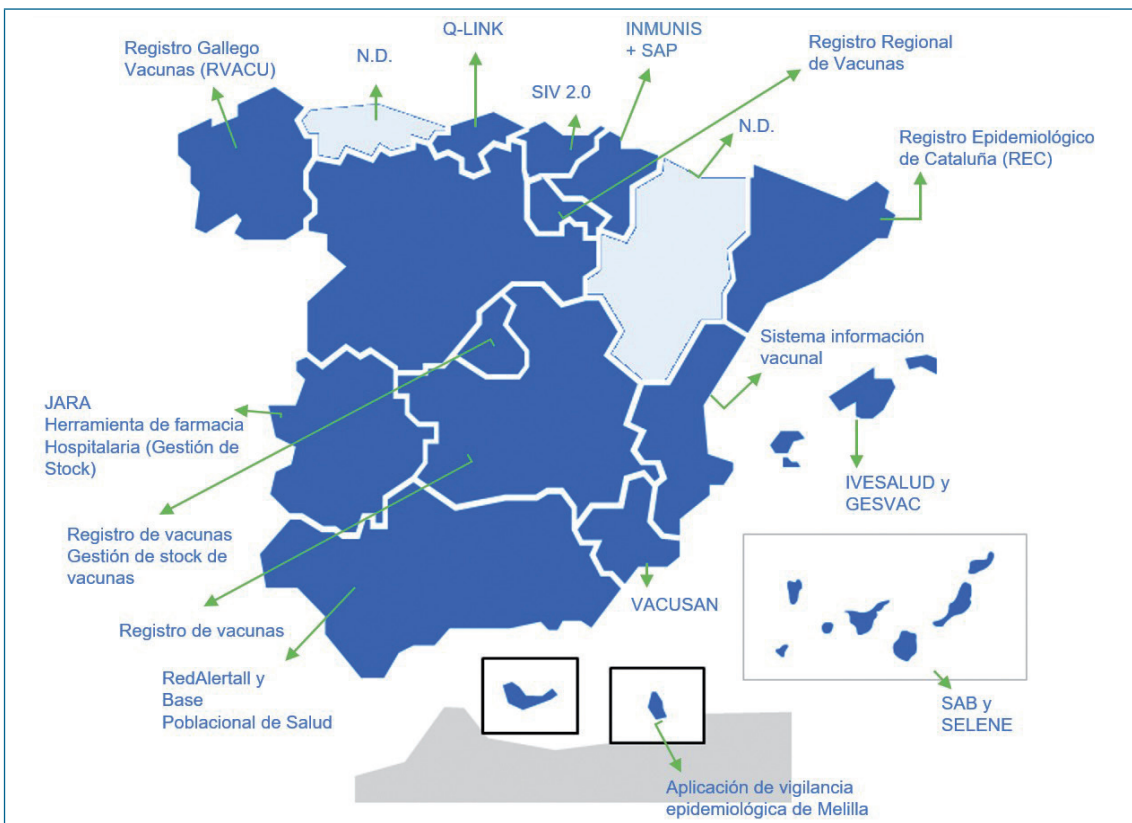 Q-LINK
INMUNIS
+ SAP
Registro Regional
de Vacunas
Registro Gallego
Vacunas (RVACU)
N.D.
SIV 2.0
N.D.
Registro Epidemiológico
de Cataluña (REC)
Sistema información
vacunal
JARA
Herramienta de farmacia
Hospitalaria (Gestión de
Stock)
IVESALUD y
GESVAC
Registro de vacunas
Gestión de stock de
vacunas
VACUSAN
Registro de vacunas
RedAlertall y
Base
Poblacional de Salud
SAB y
SELENE
Aplicación de vigilancia
epidemiológica de Melilla